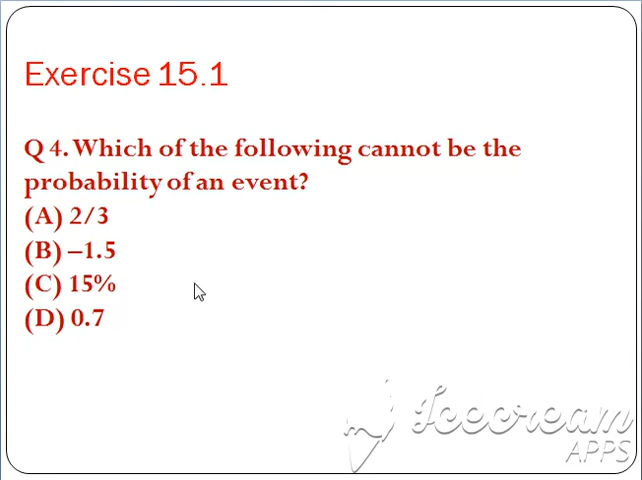 Exercise 15.1
Q 4. Which of the following cannot be the
probability of an event?
(A) 2/3
(B) –1.5
(C) 15%
(D) 0.7
Icecream
APPS